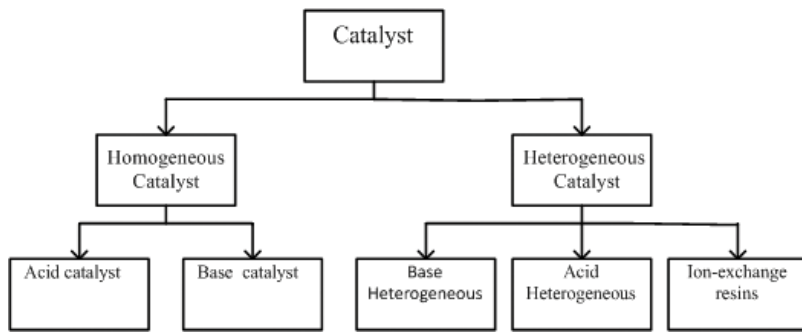 Catalyst
Homogeneous
Catalyst
Heterogeneous
Catalyst
Acid catalyst
Base catalyst
Base
Heterogeneous
Acid
Heterogeneous
Ion-exchange
resins